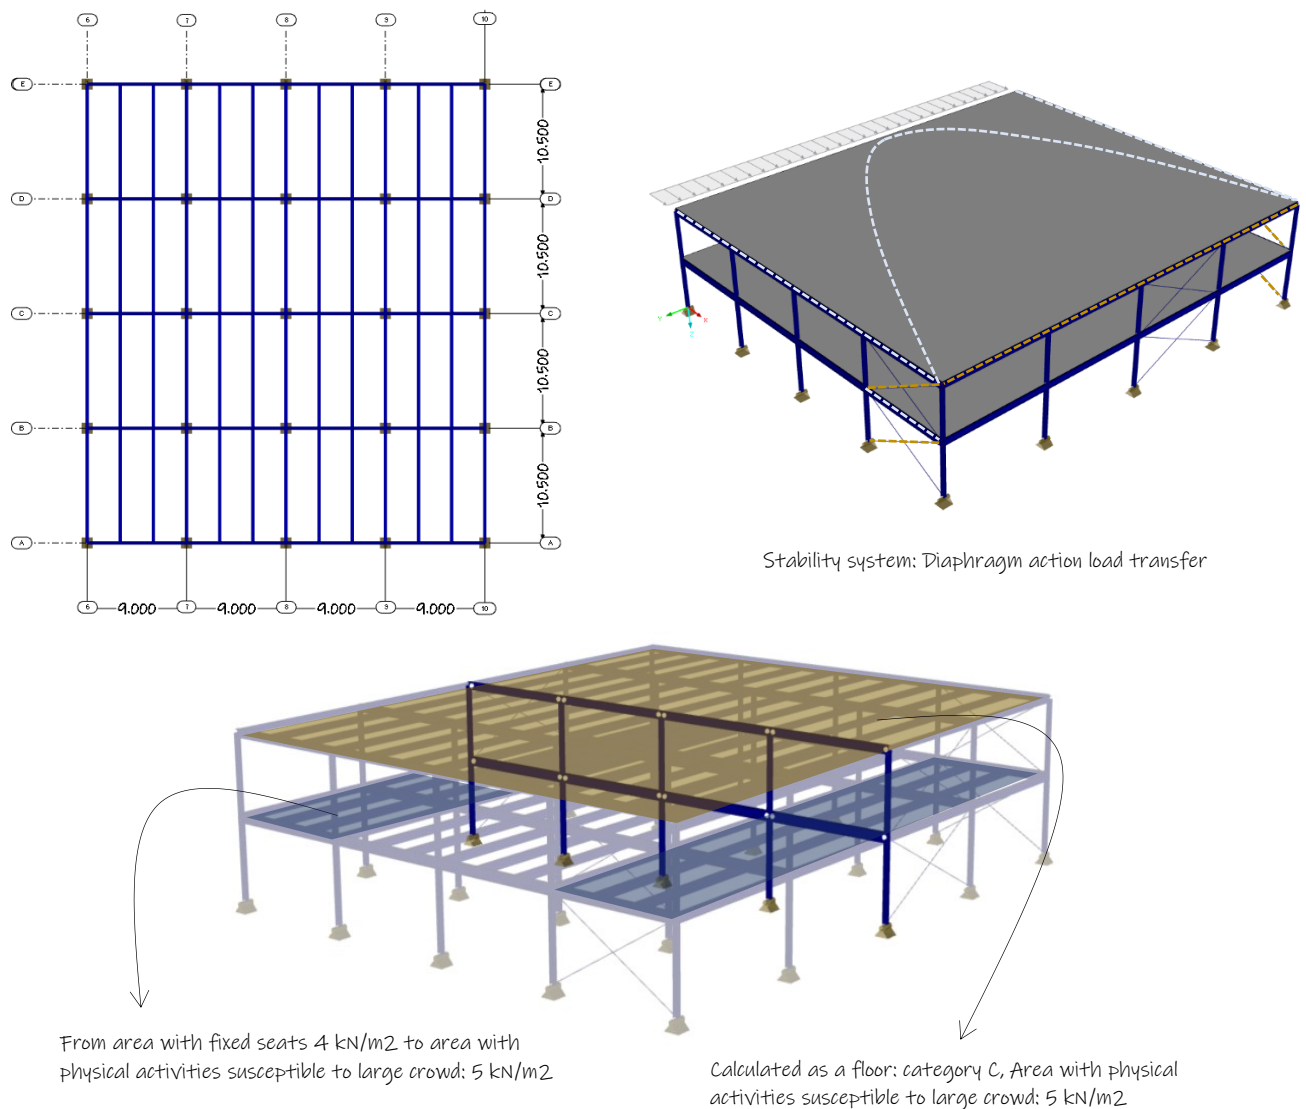 6 7 8 9 10
E E
10.500
D D
10.500
C C
10.500
B B
10.500
A A
6 9.000 7 9.000 8 9.000 9 9.000 10
Y X
Z
Stability system: Diaphragm action load transfer
From area with fixed seats 4 kN/m2 to area with
physical activities susceptible to large crowd: 5 kN/m2
Calculated as a floor: category C, Area with physical
activities susceptible to large crowd: 5 kN/m2